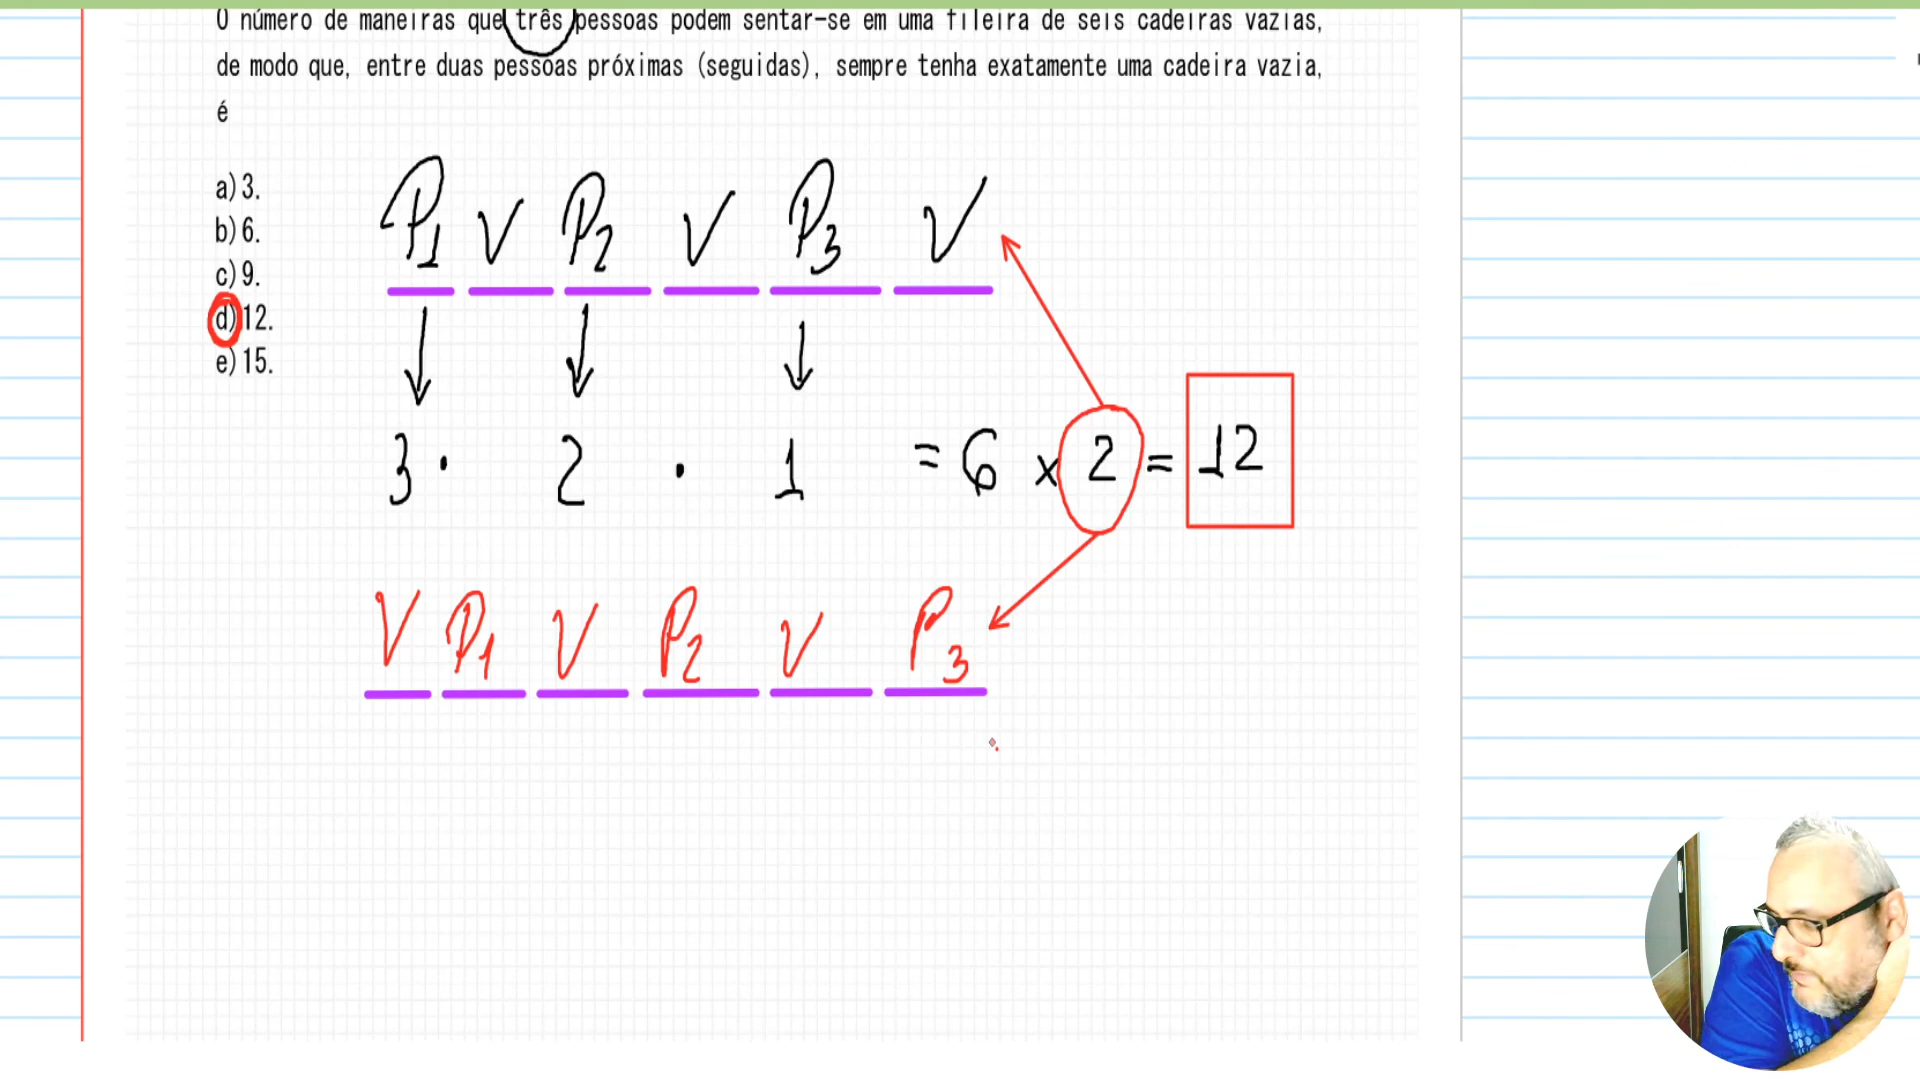 O número de maneiras que três pessoas podem sentar-se em uma fileira de seis cadeiras vazias,
de modo que, entre duas pessoas próximas (seguidas), sempre tenha exatamente uma cadeira vazia,
é
a) 3.
b) 6.
c) 9.
d) 12.
e) 15.
P1 V P2 V P3 V
3 · 2 · 1 = 6 x 2 = 12
V P1 V P2 V P3